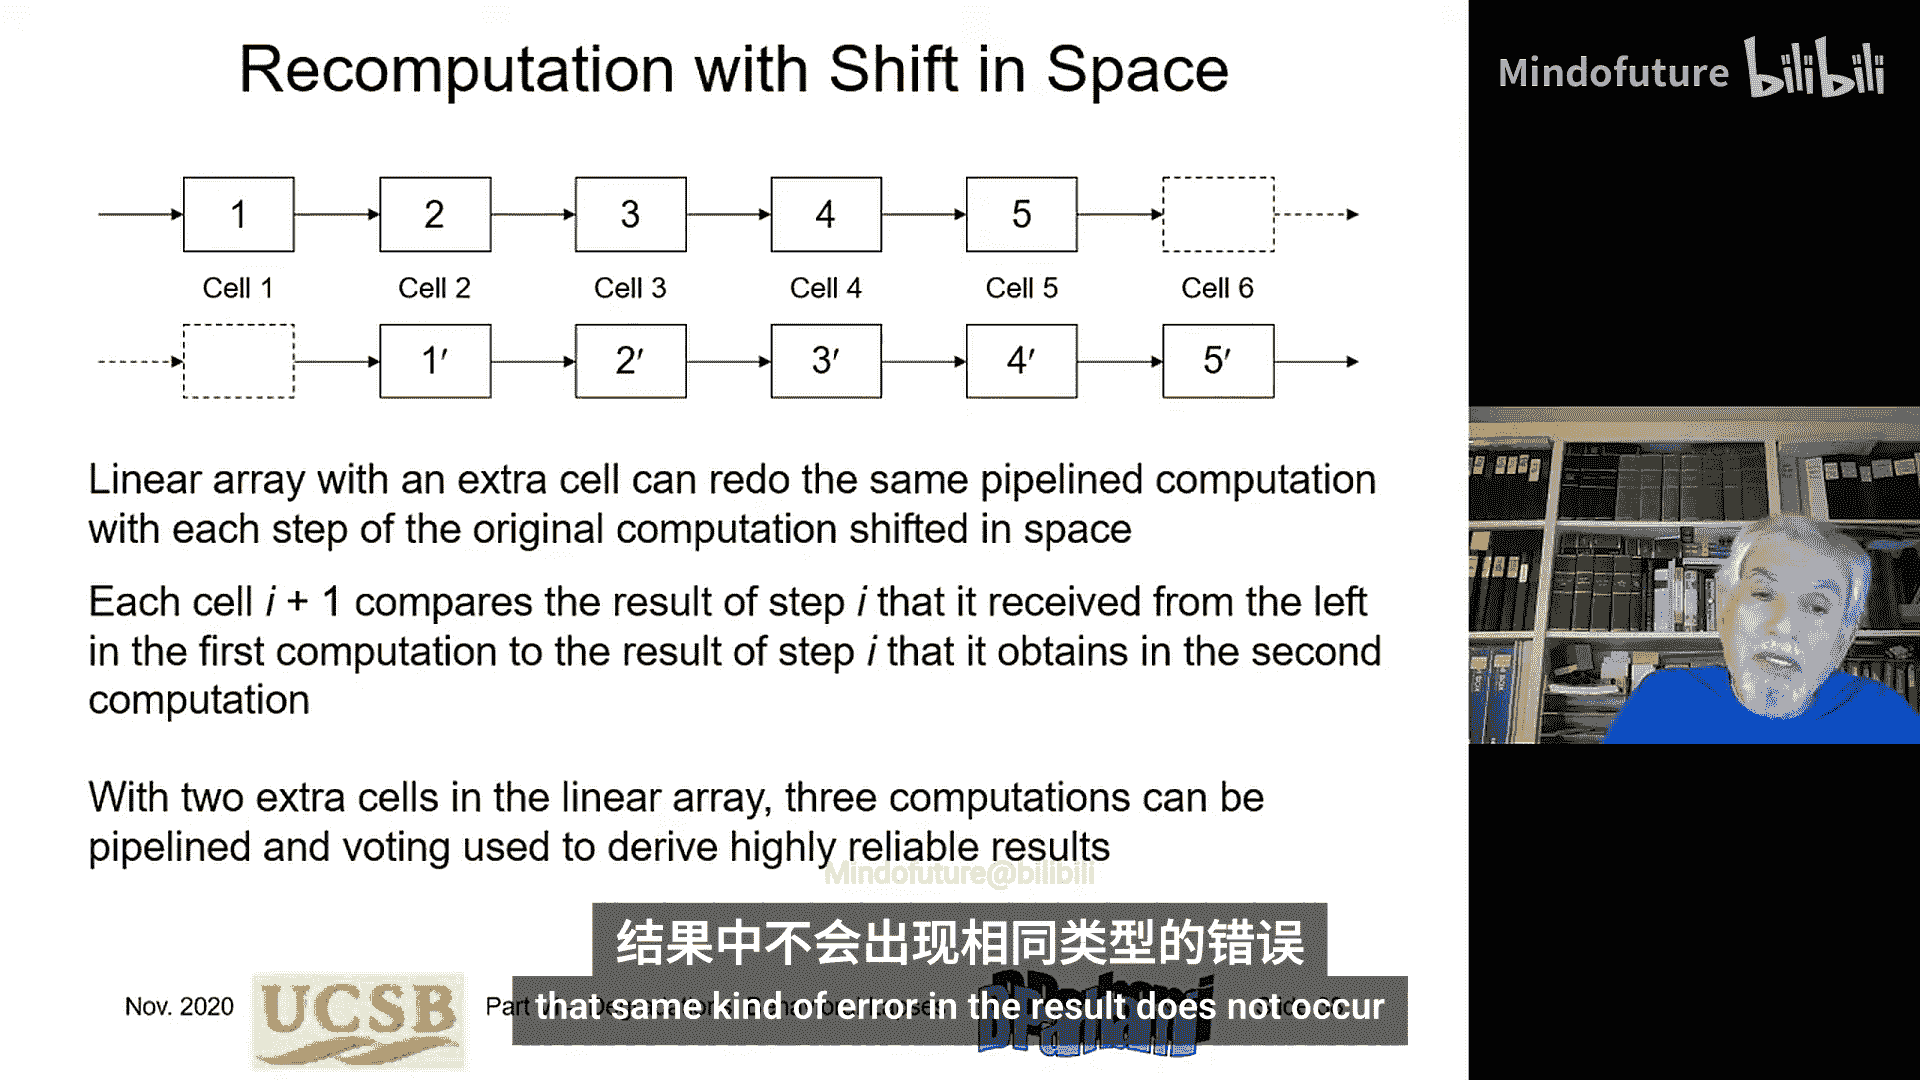 Recomputation with Shift in Space
Mindofuture bilibili
1 2 3 4 5
Cell 1 Cell 2 Cell 3 Cell 4 Cell 5 Cell 6
1′ 2′ 3′ 4′ 5′
Linear array with an extra cell can redo the same pipelined computation
with each step of the original computation shifted in space
Each cell i + 1 compares the result of step i that it received from the left
in the first computation to the result of step i that it obtains in the second
computation
With two extra cells in the linear array, three computations can be
pipelined and voting used to derive highly reliable results
Mindofuture@bilibili
结果中不会出现相同类型的错误
that same kind of error in the result does not occur
Nov. 2020
UCSB
Part